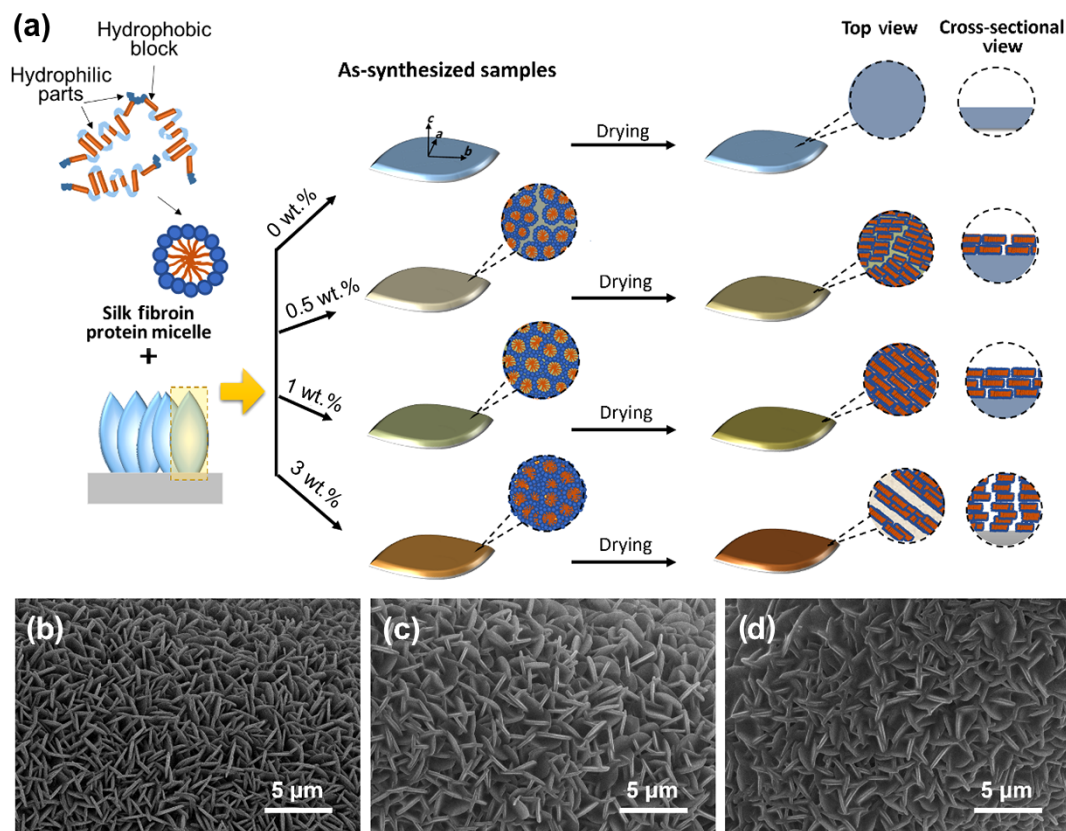 (a)
Hydrophobic
block
Hydrophilic
parts
Silk fibroin
protein micelle
+
As-synthesized samples
Top view
Cross-sectional
view
c
a
b
0 wt.%
Drying
0.5 wt.%
Drying
1 wt.%
Drying
3 wt.%
Drying
(b)
5 µm
(c)
5 µm
(d)
5 µm